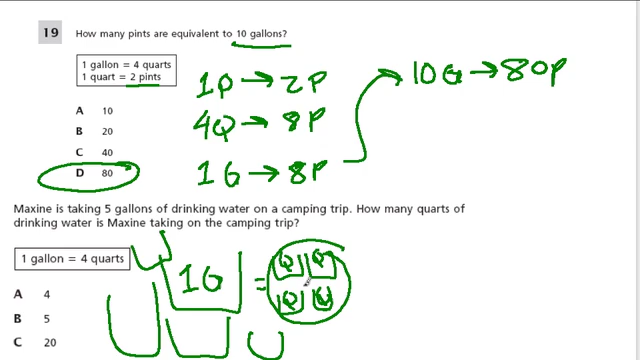 19 How many pints are equivalent to 10 gallons?
1 gallon = 4 quarts
1 quart = 2 pints
A 10
B 20
C 40
D 80
1P → 2P
4Q → 8P
1G → 8P
10G → 80P
Maxine is taking 5 gallons of drinking water on a camping trip. How many quarts of
drinking water is Maxine taking on the camping trip?
1 gallon = 4 quarts
A 4
B 5
C 20
1G = Q Q
Q Q